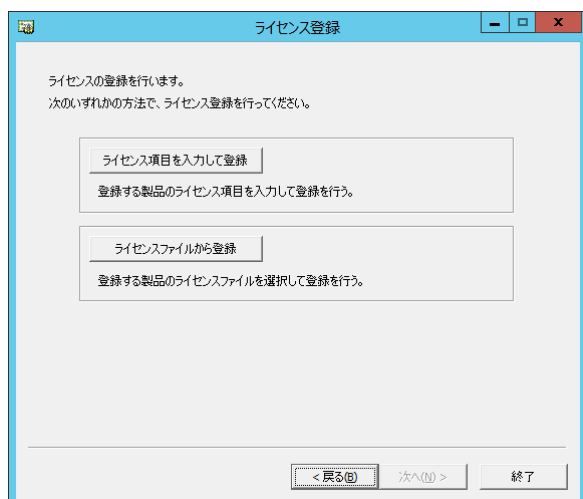 ライセンス登録
ライセンスの登録を行います。
次のいずれかの方法で、ライセンス登録を行ってください。
ライセンス項目を入力して登録
登録する製品のライセンス項目を入力して登録を行う。
ライセンスファイルから登録
登録する製品のライセンスファイルを選択して登録を行う。
< 戻る(B) 次へ(N) > 終了